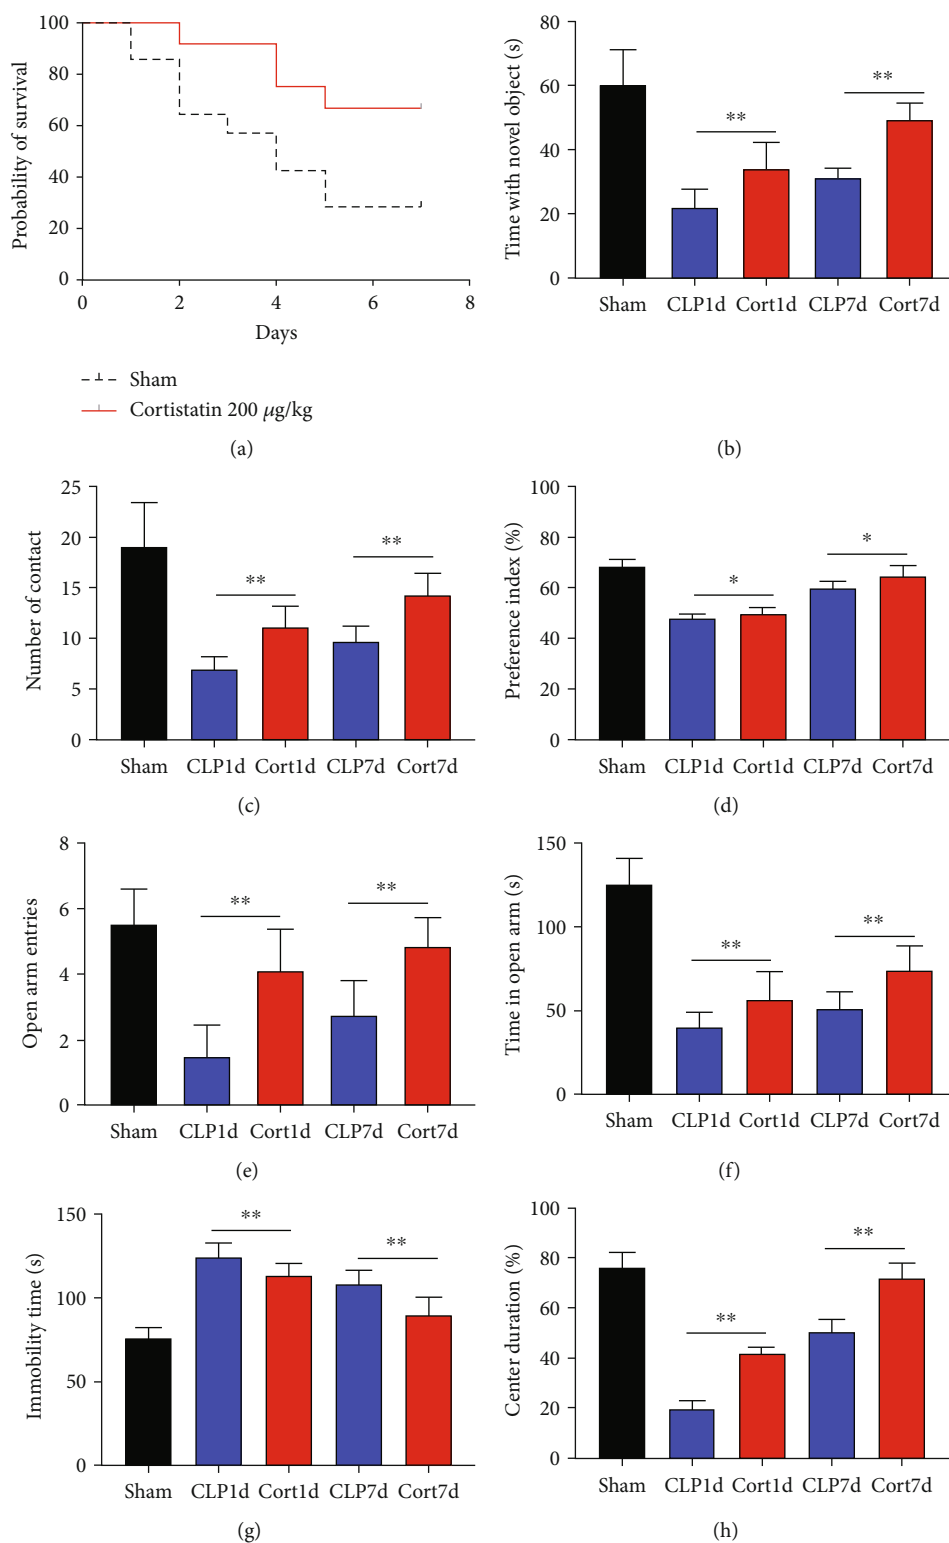 100
80
60
40
20
0
Probability of survival
0 2 4 6 8
Days
Sham
Cortistatin 200 μg/kg
(a)
80
60
40
20
0
Time with novel object (s)
** **
Sham CLP1d Cort1d CLP7d Cort7d
(b)
25
20
15
10
5
0
Number of contact
** **
Sham CLP1d Cort1d CLP7d Cort7d
(c)
100
80
60
40
20
0
Preference index (%)
* *
Sham CLP1d Cort1d CLP7d Cort7d
(d)
8
6
4
2
0
Open arm entries
** **
Sham CLP1d Cort1d CLP7d Cort7d
(e)
150
100
50
0
Time in open arm (s)
** **
Sham CLP1d Cort1d CLP7d Cort7d
(f)
150
100
50
0
Immobility time (s)
** **
Sham CLP1d Cort1d CLP7d Cort7d
(g)
100
80
60
40
20
0
Center duration (%)
** **
Sham CLP1d Cort1d CLP7d Cort7d
(h)